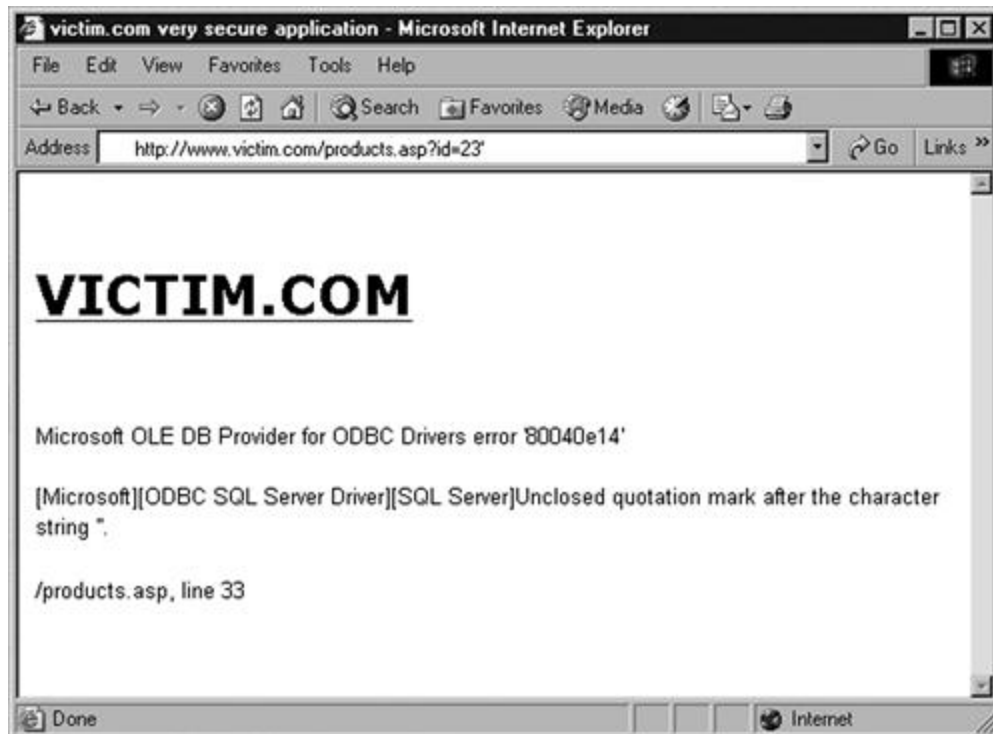 victim.com very secure application - Microsoft Internet Explorer
File Edit View Favorites Tools Help
Back Search Favorites Media
Address http://www.victim.com/products.asp?id=23' Go Links »
VICTIM.COM
Microsoft OLE DB Provider for ODBC Drivers error '80040e14'
[Microsoft][ODBC SQL Server Driver][SQL Server]Unclosed quotation mark after the character
string ''.
/products.asp, line 33
Done Internet